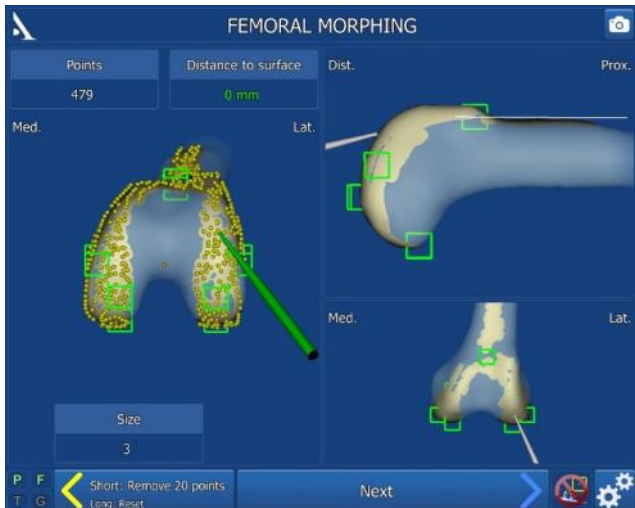 FEMORAL MORPHING
Points
Distance to surface
479
0 mm
Dist.
Prox.
Med.
Lat.
Med.
Lat.
Size
3
P F
T G
Short: Remove 20 points
Long: Reset
Next